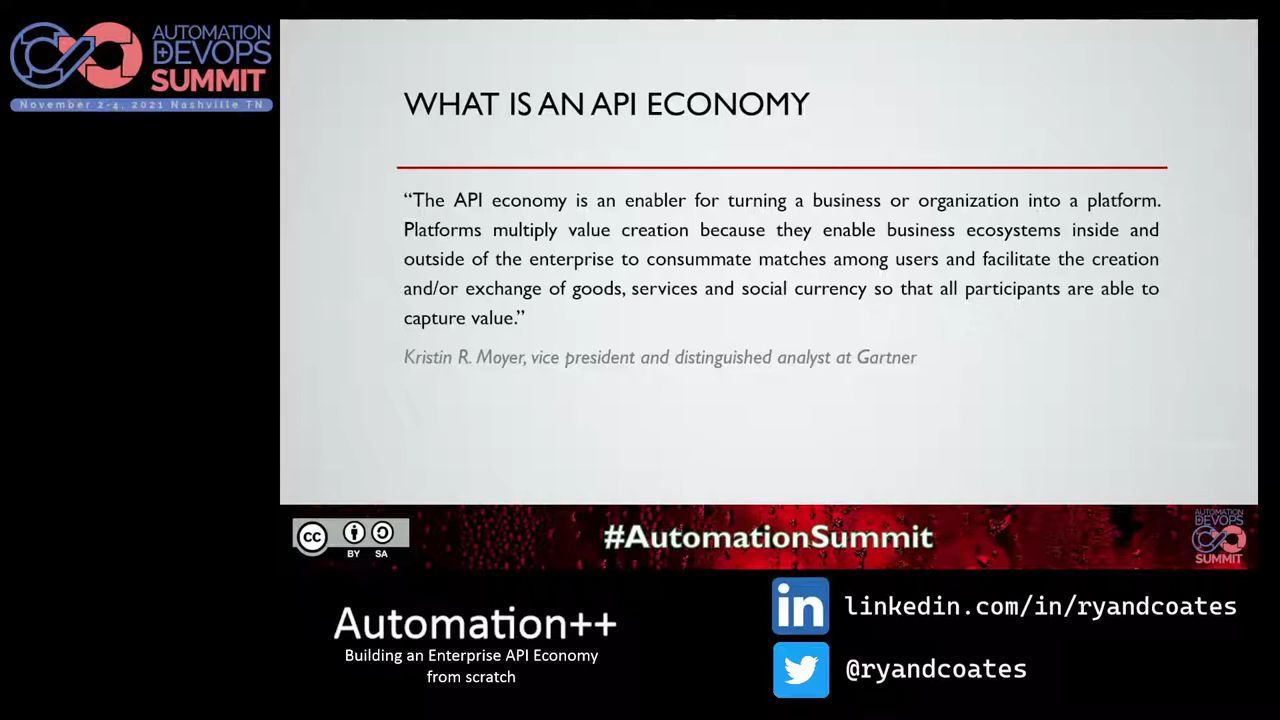 AUTOMATION
DEVOPS
SUMMIT
November 2-4, 2021 Nashville TN
WHAT IS AN API ECONOMY
“The API economy is an enabler for turning a business or organization into a platform.
Platforms multiply value creation because they enable business ecosystems inside and
outside of the enterprise to consummate matches among users and facilitate the creation
and/or exchange of goods, services and social currency so that all participants are able to
capture value.”
Kristin R. Moyer, vice president and distinguished analyst at Gartner
cc
BY SA
#AutomationSummit
AUTOMATION
DEVOPS
SUMMIT
Automation++
Building an Enterprise API Economy
from scratch
in
linkedin.com/in/ryandcoates
@ryandcoates